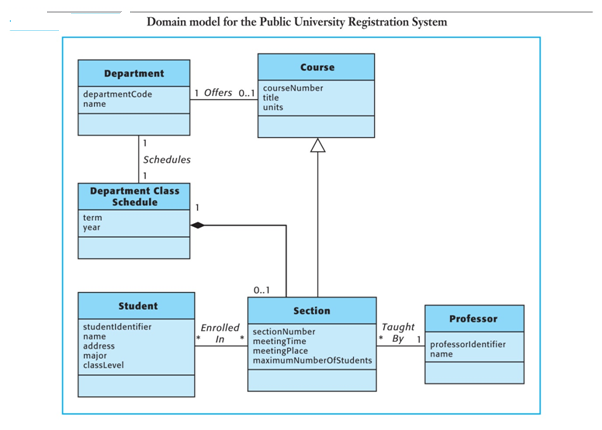 Domain model for the Public University Registration System
Department
departmentCode
name
1 Offers 0..1
Course
courseNumber
title
units
1
Schedules
1
Department Class
Schedule
term
year
1
0..1
Student
studentIdentifier
name
address
major
classLevel
Enrolled
* In *
Section
sectionNumber
meetingTime
meetingPlace
maximumNumberOfStudents
Taught
* By 1
Professor
professorIdentifier
name